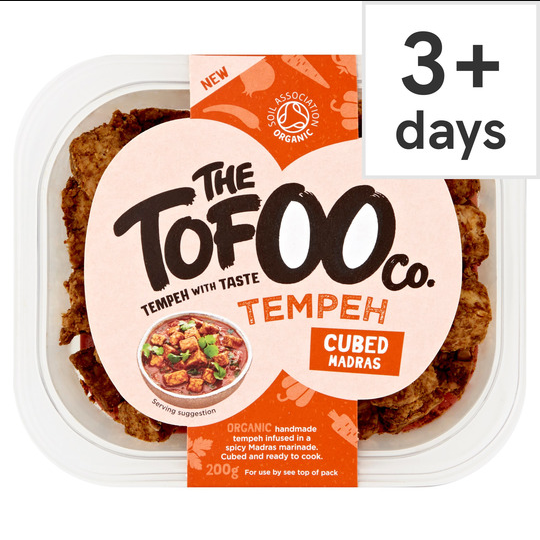 3+
days
NEW
SOIL ASSOCIATION
ORGANIC
THE
TOFOO
Co.
TEMPEH WITH TASTE
TEMPEH
CUBED
MADRAS
Serving suggestion
ORGANIC handmade
tempeh infused in a
spicy Madras marinade.
Cubed and ready to cook.
200g For use by see top of pack